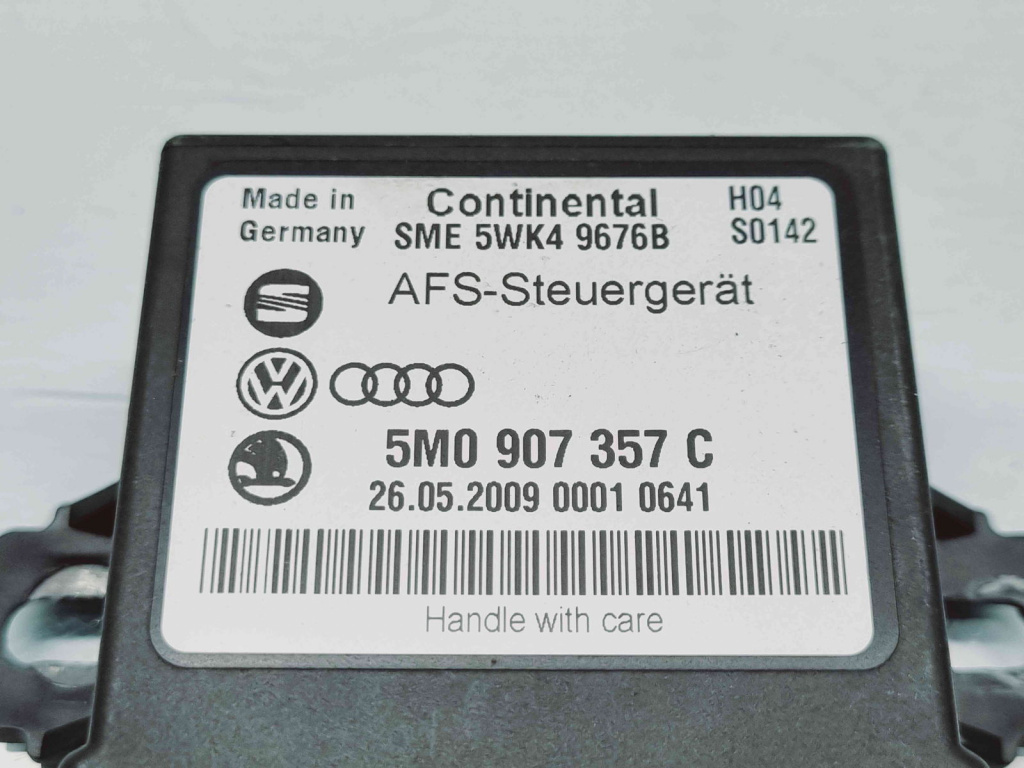 Made in
Germany
Continental
SME 5WK4 9676B
H04
S0142
AFS-Steuergerät
5M0 907 357 C
26.05.2009 0001 0641
Handle with care